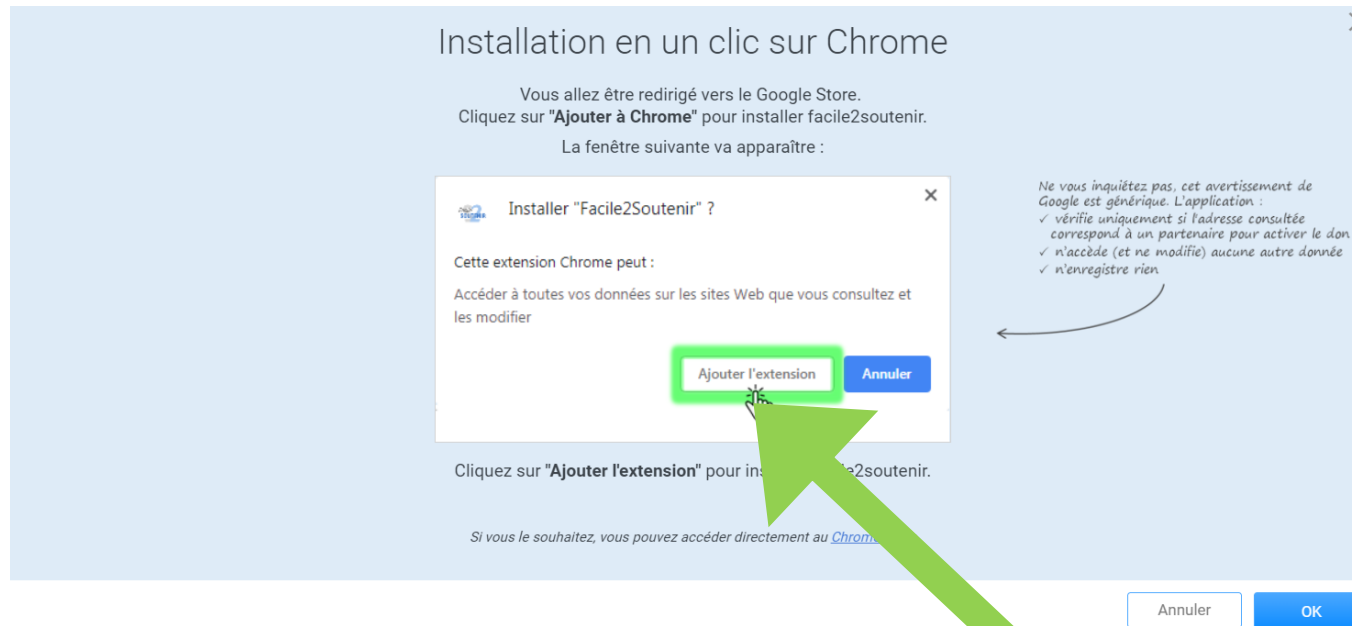 Installation en un clic sur Chrome
Vous allez être redirigé vers le Google Store.
Cliquez sur "Ajouter à Chrome" pour installer facile2soutenir.
La fenêtre suivante va apparaître :
Installer "Facile2Soutenir" ?
Cette extension Chrome peut :
Accéder à toutes vos données sur les sites Web que vous consultez et
les modifier
Ajouter l'extension
Annuler
Ne vous inquiétez pas, cet avertissement de
Google est générique. L'application :
✓ vérifie uniquement si l'adresse consultée
correspond à un partenaire pour activer le don
✓ n'accède (et ne modifie) aucune autre donnée
✓ n'enregistre rien
Cliquez sur "Ajouter l'extension" pour e2soutenir.
Si vous le souhaitez, vous pouvez accéder directement au Chrome
Annuler
OK